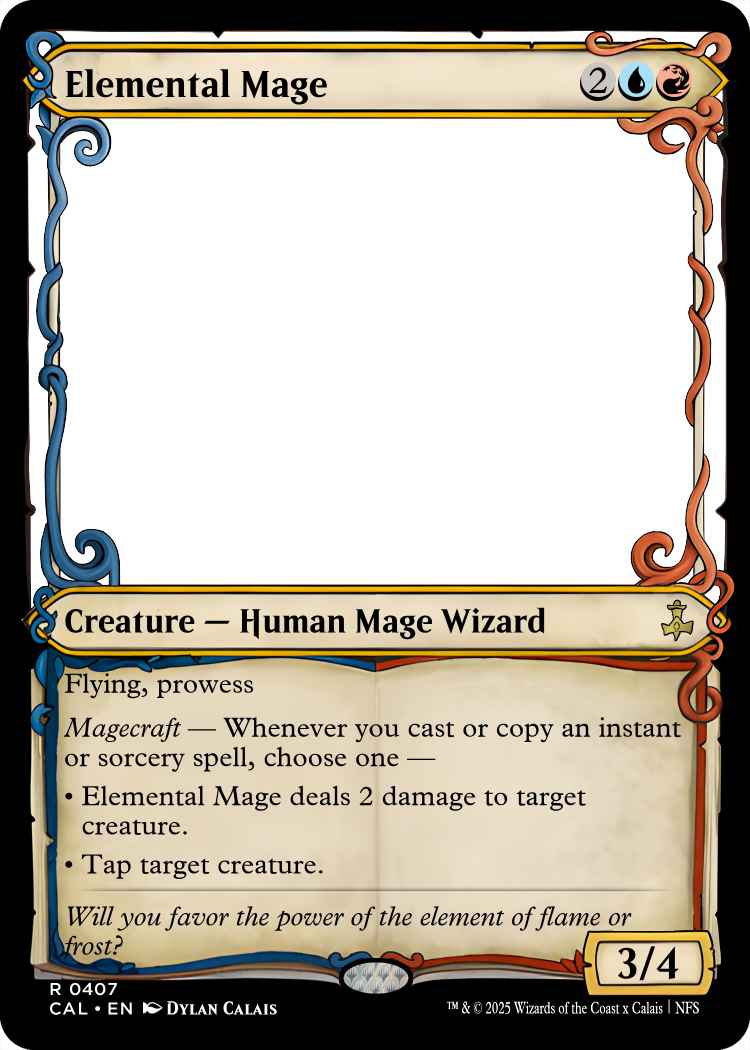 Elemental Mage 2
Creature — Human Mage Wizard
Flying, prowess
Magecraft — Whenever you cast or copy an instant
or sorcery spell, choose one —
• Elemental Mage deals 2 damage to target
creature.
• Tap target creature.
Will you favor the power of the element of flame or
frost?
3/4
R 0407
CAL • EN Dylan Calais
™ & © 2025 Wizards of the Coast x Calais | NFS